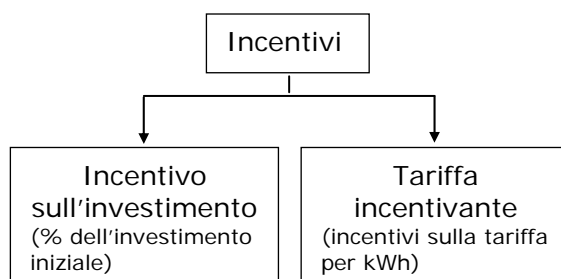 Incentivi
Incentivo
sull'investimento
(% dell'investimento
iniziale)
Tariffa
incentivante
(incentivi sulla tariffa
per kWh)